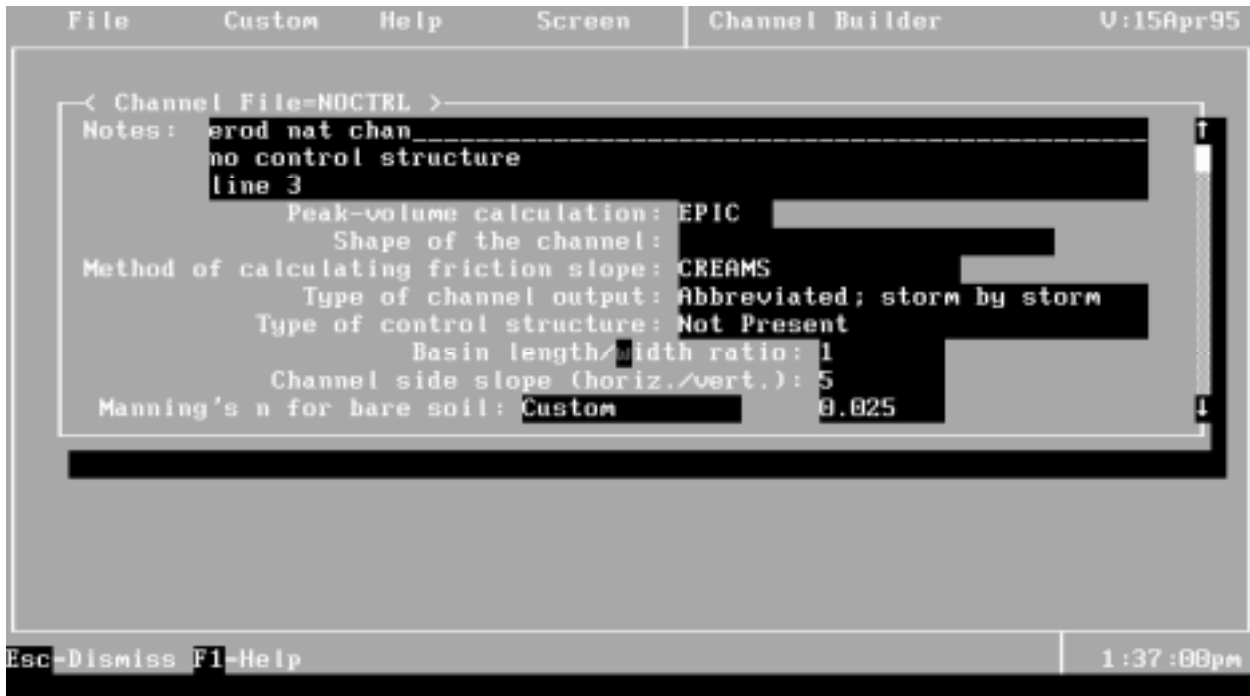 File Custom Help Screen Channel Builder V:15Apr95
< Channel File=NOCTRL >
Notes: erod nat chan
no control structure
line 3
Peak-volume calculation: EPIC
Shape of the channel:
Method of calculating friction slope: CREAMS
Type of channel output: Abbreviated; storm by storm
Type of control structure: Not Present
Basin length/width ratio: 1
Channel side slope (horiz./vert.): 5
Manning's n for bare soil: Custom 0.025
Esc-Dismiss F1-Help 1:37:00pm